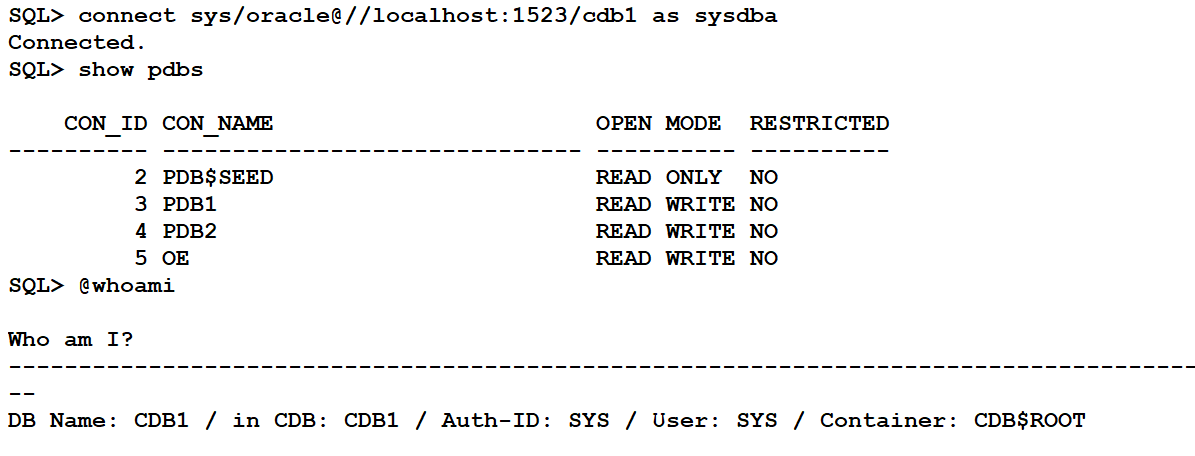 SQL> connect sys/oracle@//localhost:1523/cdb1 as sysdba
Connected.
SQL> show pdbs

    CON_ID CON_NAME                       OPEN MODE  RESTRICTED
---------- ------------------------------ ---------- ----------
         2 PDB$SEED                       READ ONLY  NO
         3 PDB1                           READ WRITE NO
         4 PDB2                           READ WRITE NO
         5 OE                             READ WRITE NO
SQL> @whoami

Who am I?
-------------------------------------------------------------------------------------
--
DB Name: CDB1 / in CDB: CDB1 / Auth-ID: SYS / User: SYS / Container: CDB$ROOT